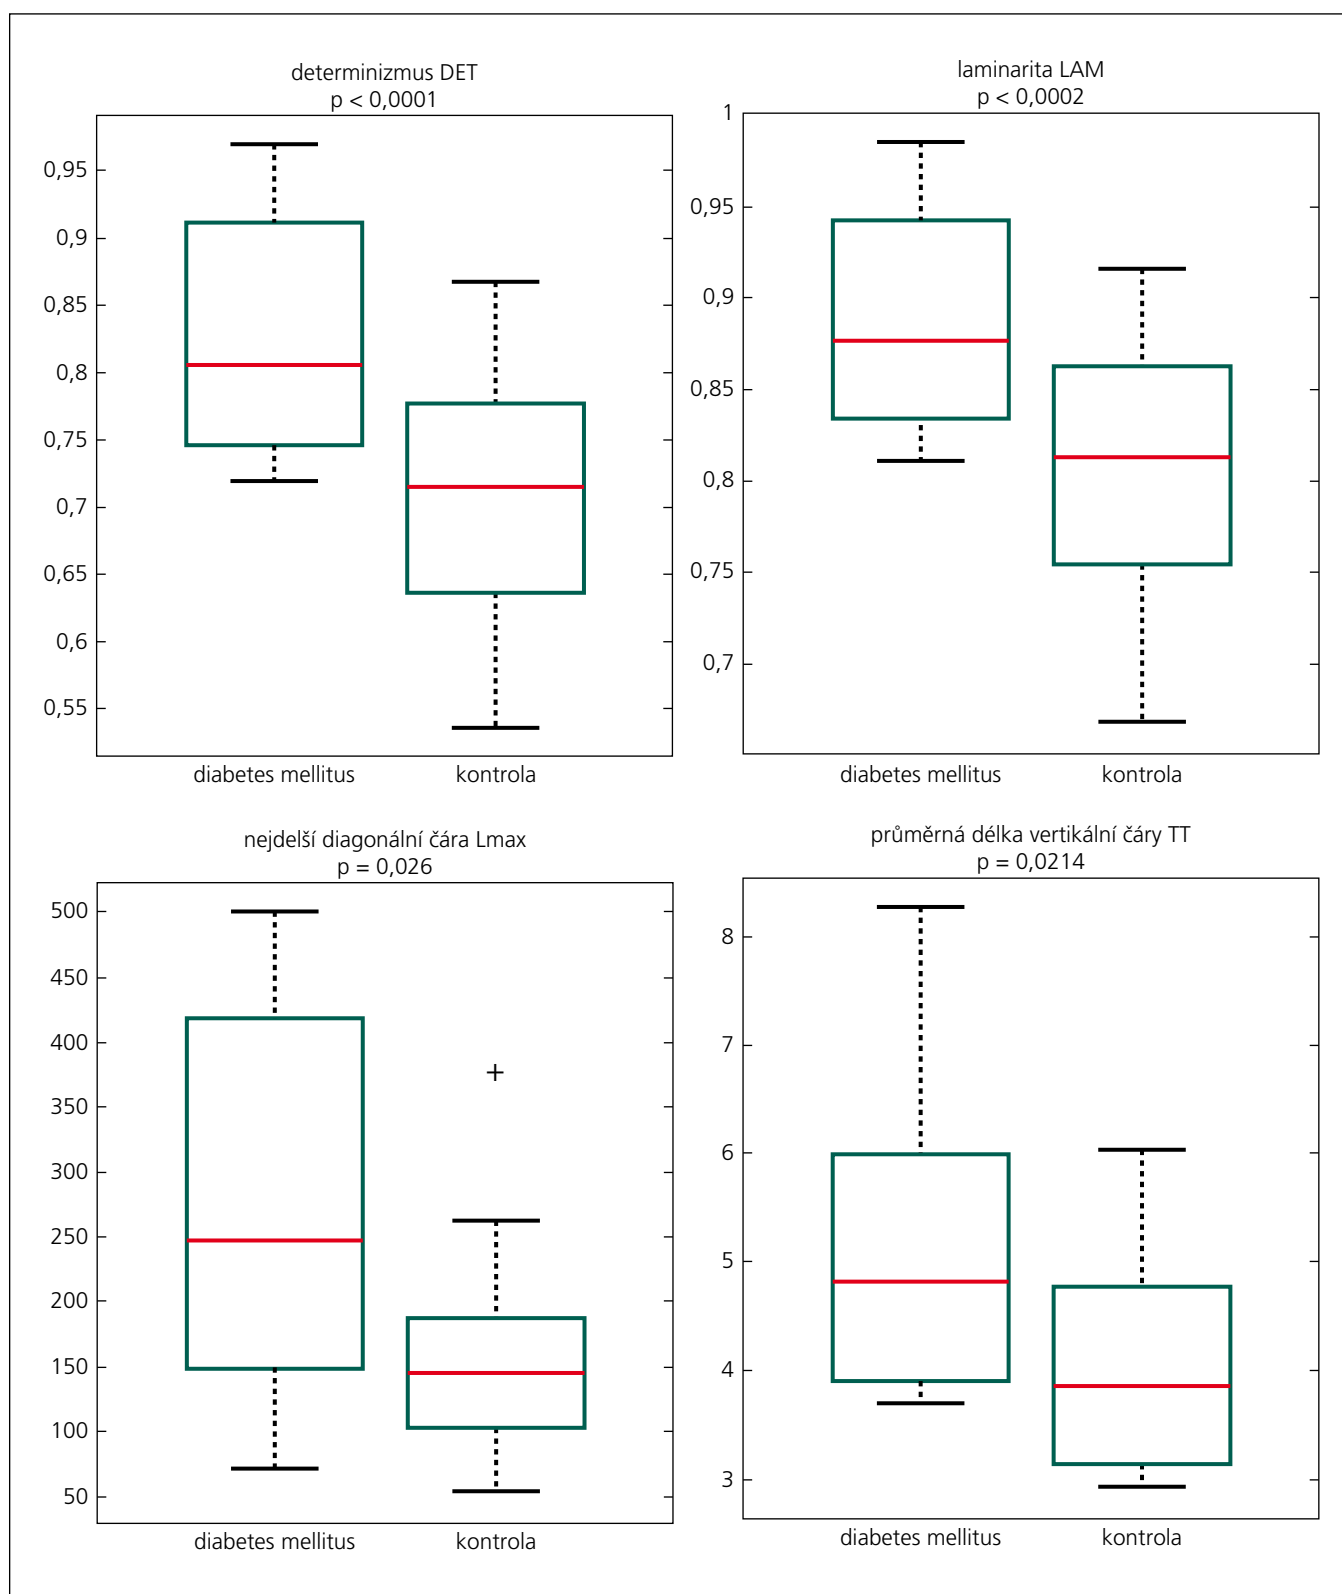 determinizmus DET
p < 0,0001
0,95
0,9
0,85
0,8
0,75
0,7
0,65
0,6
0,55
diabetes mellitus kontrola
laminarita LAM
p < 0,0002
1
0,95
0,9
0,85
0,8
0,75
0,7
diabetes mellitus kontrola
nejdelší diagonální čára Lmax
p = 0,026
500
450
400
350
300
250
200
150
100
50
diabetes mellitus kontrola
průměrná délka vertikální čáry TT
p = 0,0214
8
7
6
5
4
3
diabetes mellitus kontrola